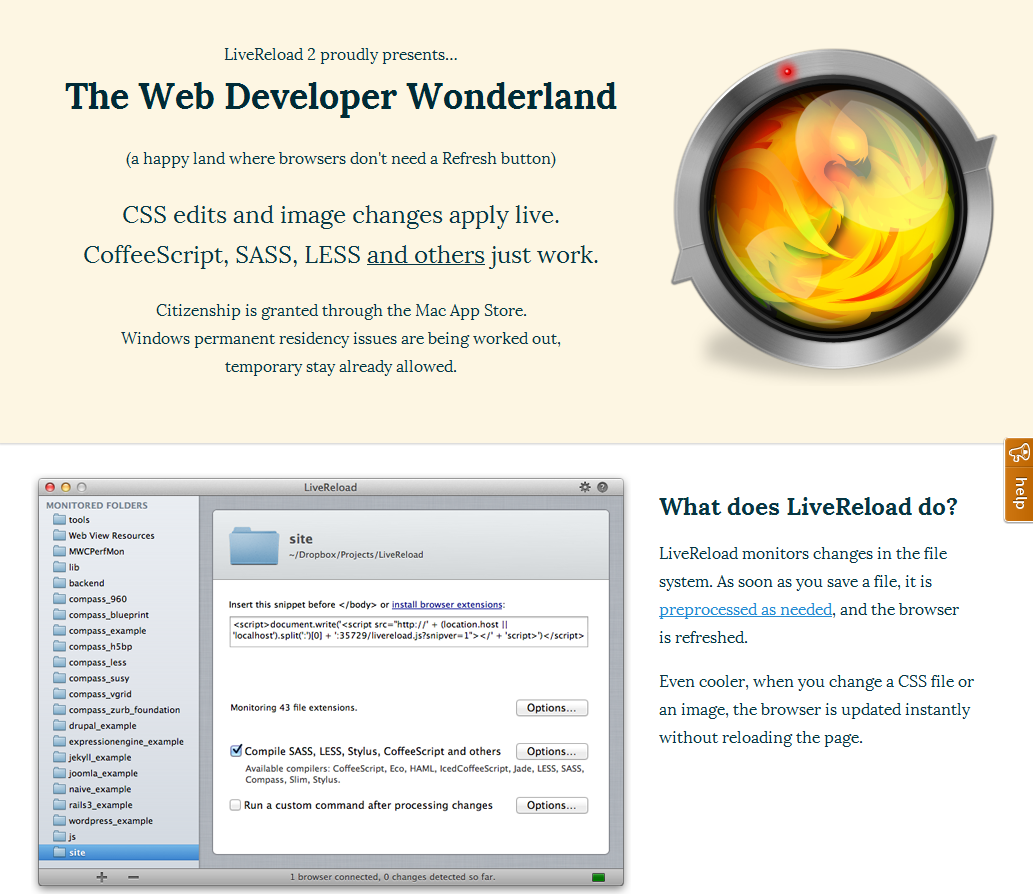 LiveReload 2 proudly presents...
The Web Developer Wonderland
(a happy land where browsers don't need a Refresh button)
CSS edits and image changes apply live.
CoffeeScript, SASS, LESS and others just work.
Citizenship is granted through the Mac App Store.
Windows permanent residency issues are being worked out,
temporary stay already allowed.
help
LiveReload
MONITORED FOLDERS
tools
Web View Resources
MWCPerfMon
lib
backend
compass_960
compass_blueprint
compass_example
compass_h5bp
compass_less
compass_susy
compass_vgrid
compass_zurb_foundation
drupal_example
expressionengine_example
jekyll_example
joomla_example
naive_example
rails3_example
wordpress_example
js
site
site
~/Dropbox/Projects/LiveReload
Insert this snippet before </body> or install browser extensions:
<script>document.write('<script src="http://' + (location.host ||
'localhost').split(':')[0] + ':35729/livereload.js?snipver=1"></' + 'script>')</script>
Monitoring 43 file extensions.
Options...
Compile SASS, LESS, Stylus, CoffeeScript and others
Options...
Available compilers: CoffeeScript, Eco, HAML, IcedCoffeeScript, Jade, LESS, SASS,
Compass, Slim, Stylus.
Run a custom command after processing changes
Options...
1 browser connected, 0 changes detected so far.
What does LiveReload do?
LiveReload monitors changes in the file
system. As soon as you save a file, it is
preprocessed as needed, and the browser
is refreshed.
Even cooler, when you change a CSS file or
an image, the browser is updated instantly
without reloading the page.